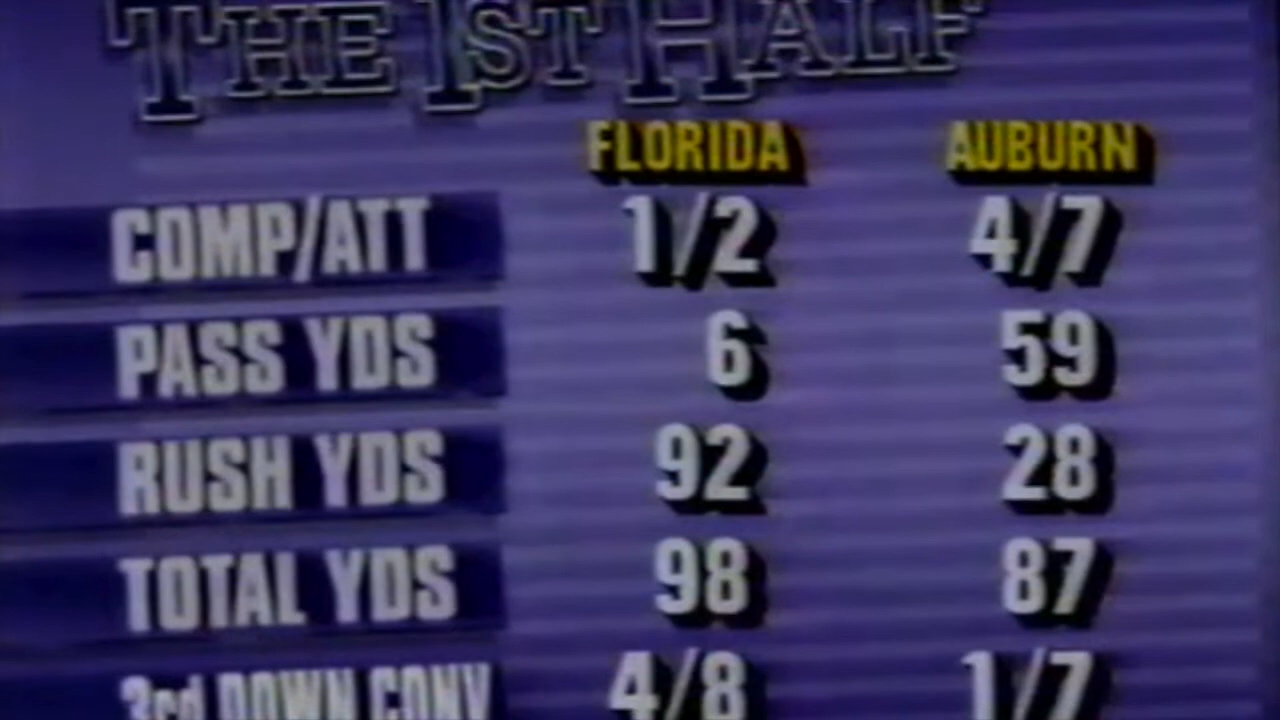 THE 1ST HALF
FLORIDA AUBURN
COMP/ATT 1/2 4/7
PASS YDS 6 59
RUSH YDS 92 28
TOTAL YDS 98 87
3rd DOWN CONV 4/8 1/7